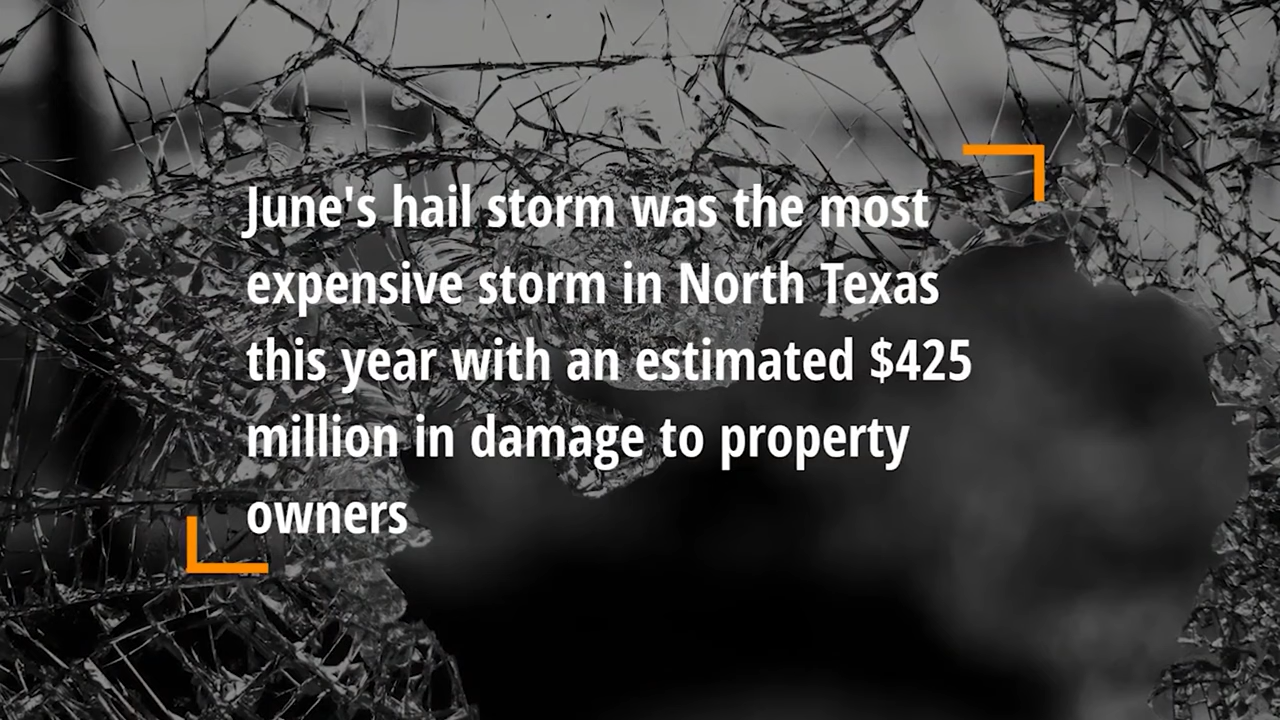 June's hail storm was the most
expensive storm in North Texas
this year with an estimated $425
million in damage to property
owners